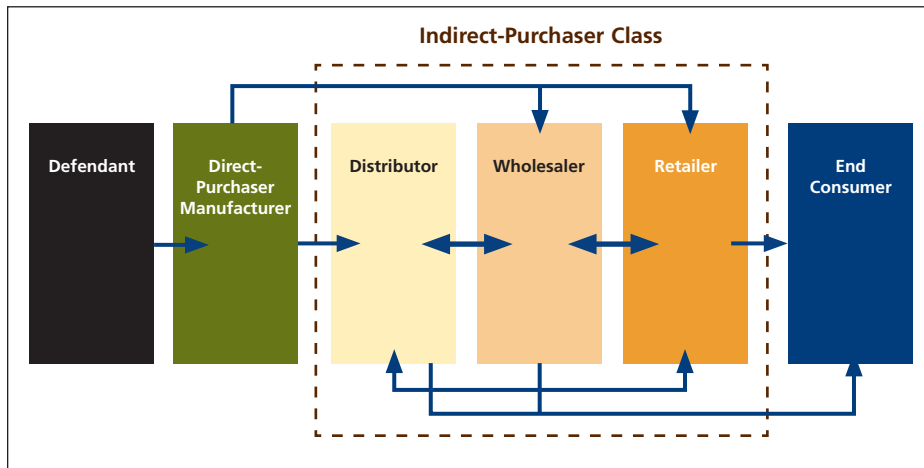 Indirect-Purchaser Class
Defendant
Direct-
Purchaser
Manufacturer
Distributor
Wholesaler
Retailer
End
Consumer